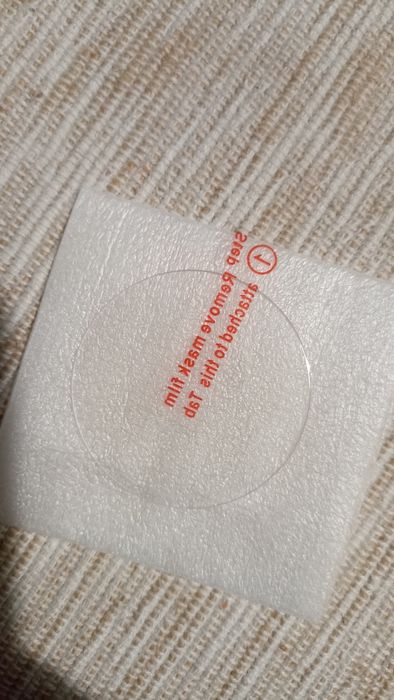 Step Remove mask film
① attached to this Tab